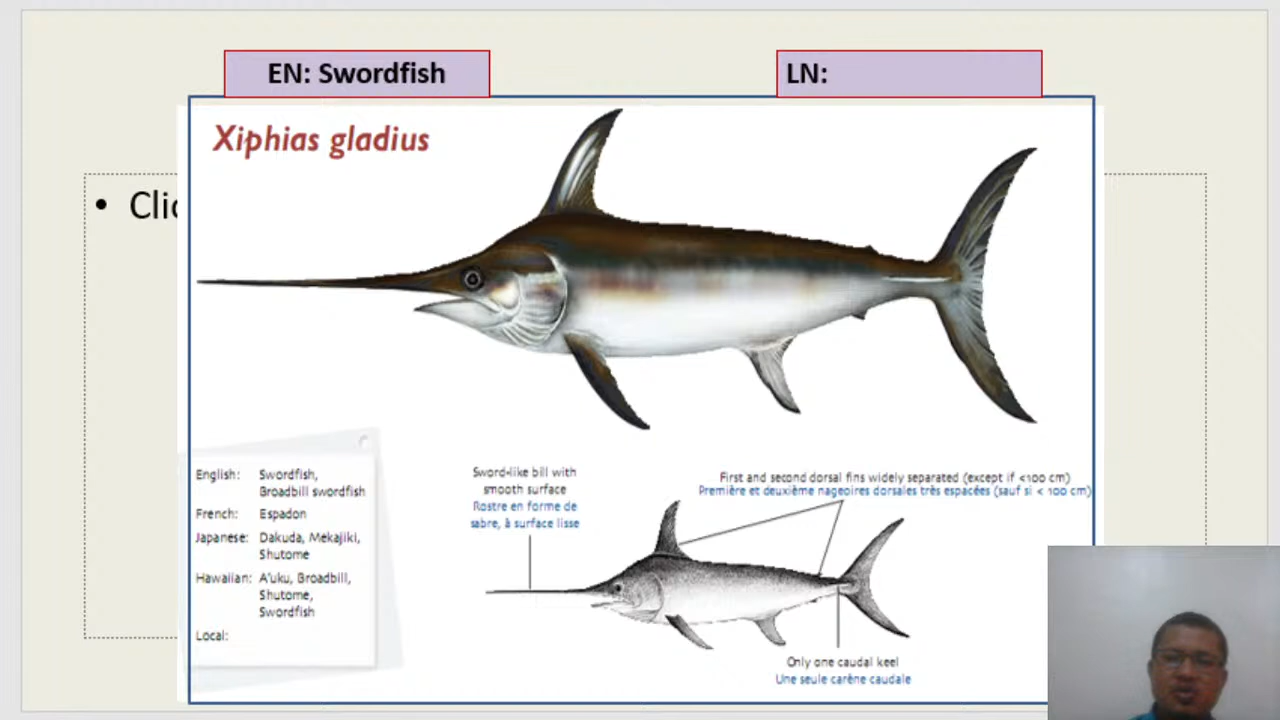 EN: Swordfish
LN:
Xiphias gladius
• Clic
English: Swordfish,
Broadbill swordfish
French: Espadon
Japanese: Dakuda, Mekajiki,
Shutome
Hawaiian: A'uku, Broadbill,
Shutome,
Swordfish
Local:
Sword-like bill with
smooth surface
Rostre en forme de
sabre, à surface lisse
First and second dorsal fins widely separated (except if <100 cm)
Première et deuxième nageoires dorsales très espacées (sauf si < 100 cm)
Only one caudal keel
Une seule carène caudale